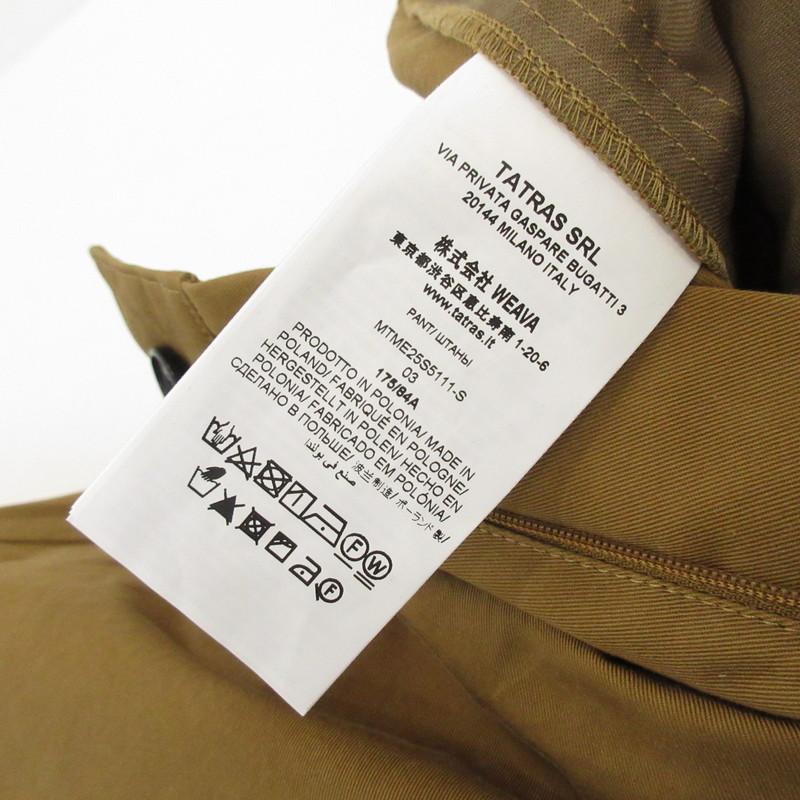 TATRAS SRL
VIA PRIVATA GASPARE BUGATTI 3
20144 MILANO ITALY
株式会社 WEAVA
東京都渋谷区恵比寿南 1-20-6
www.tatras.it
PANT/ ШТАНЫ
MTME25S5111-S
03
175/84A
PRODOTTO IN POLONIA/ MADE IN
POLAND/ FABRIQUÉ EN POLOGNE/
HERGESTELLT IN POLEN/ HECHO EN
POLONIA/ FABRICADO EM POLÓNIA/
СДЕЛАНО В ПОЛЬШЕ/ 波兰制造/ ポーランド製/
صنع في بولندا
F W
F